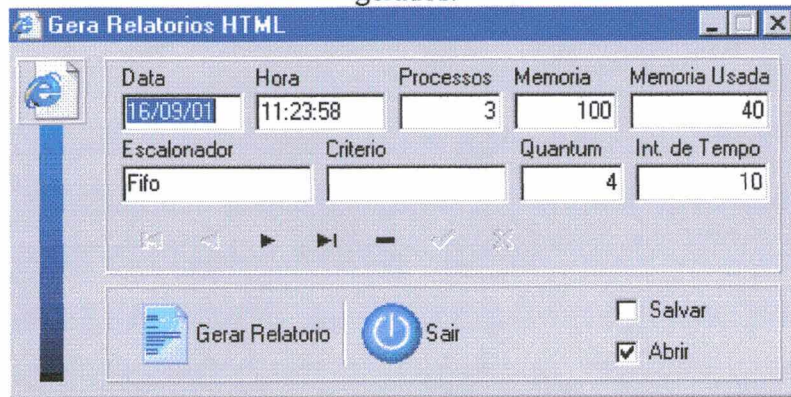 gerados.
Gera Relatorios HTML
Data Hora Processos Memoria Memoria Usada
16/09/01 11:23:58 3 100 40
Escalonador Criterio Quantum Int. de Tempo
Fifo 4 10
Gerar Relatorio Sair
Salvar
Abrir